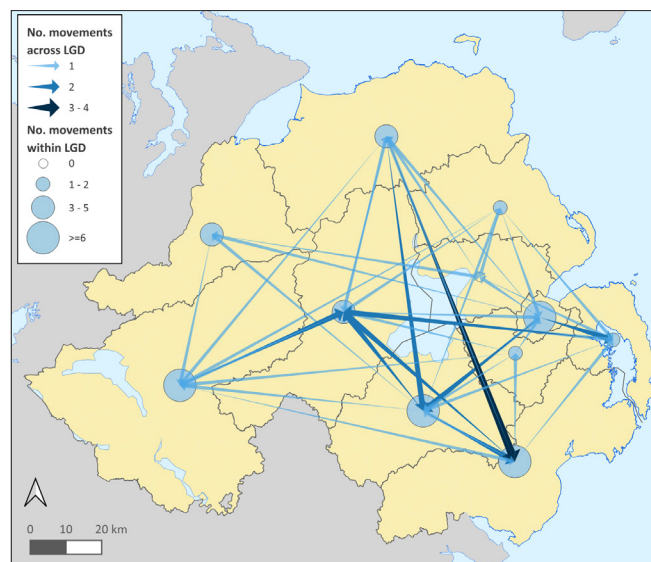 No. movements
across LGD
1
2
3 - 4
No. movements
within LGD
0
1 - 2
3 - 5
>=6
0 10 20 km